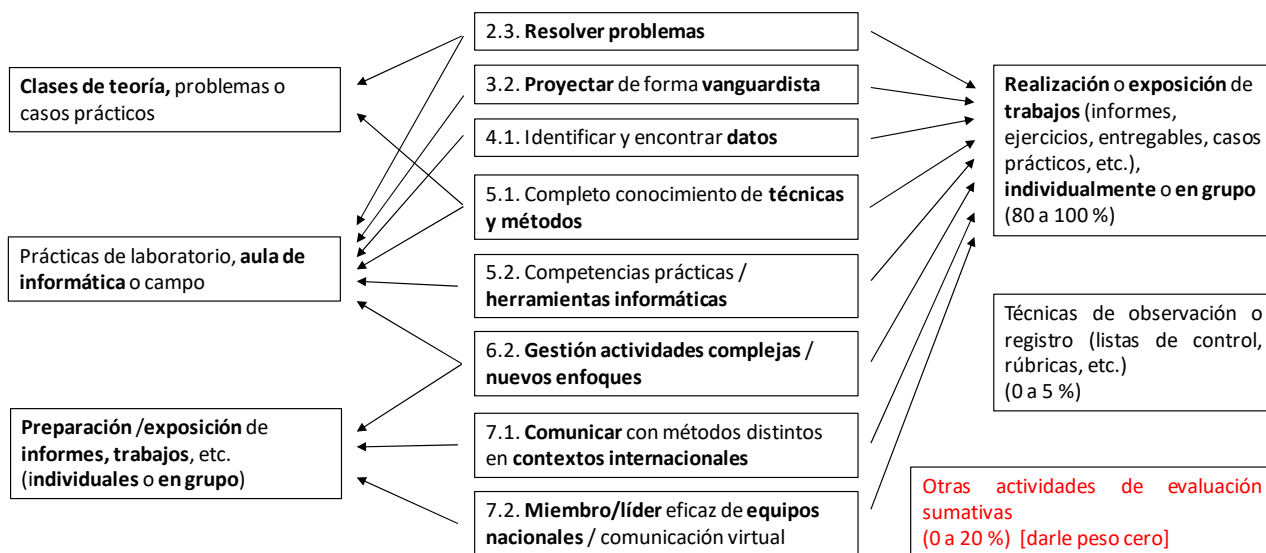 Clases de teoría, problemas o
casos prácticos
Prácticas de laboratorio, aula de
informática o campo
Preparación /exposición de
informes, trabajos, etc.
(individuales o en grupo)
2.3. Resolver problemas
3.2. Proyectar de forma vanguardista
4.1. Identificar y encontrar datos
5.1. Completo conocimiento de técnicas
y métodos
5.2. Competencias prácticas /
herramientas informáticas
6.2. Gestión actividades complejas /
nuevos enfoques
7.1. Comunicar con métodos distintos
en contextos internacionales
7.2. Miembro/líder eficaz de equipos
nacionales / comunicación virtual
Realización o exposición de
trabajos (informes,
ejercicios, entregables, casos
prácticos, etc.),
individualmente o en grupo
(80 a 100 %)
Técnicas de observación o
registro (listas de control,
rúbricas, etc.)
(0 a 5 %)
Otras actividades de evaluación
sumativas
(0 a 20 %) [darle peso cero]